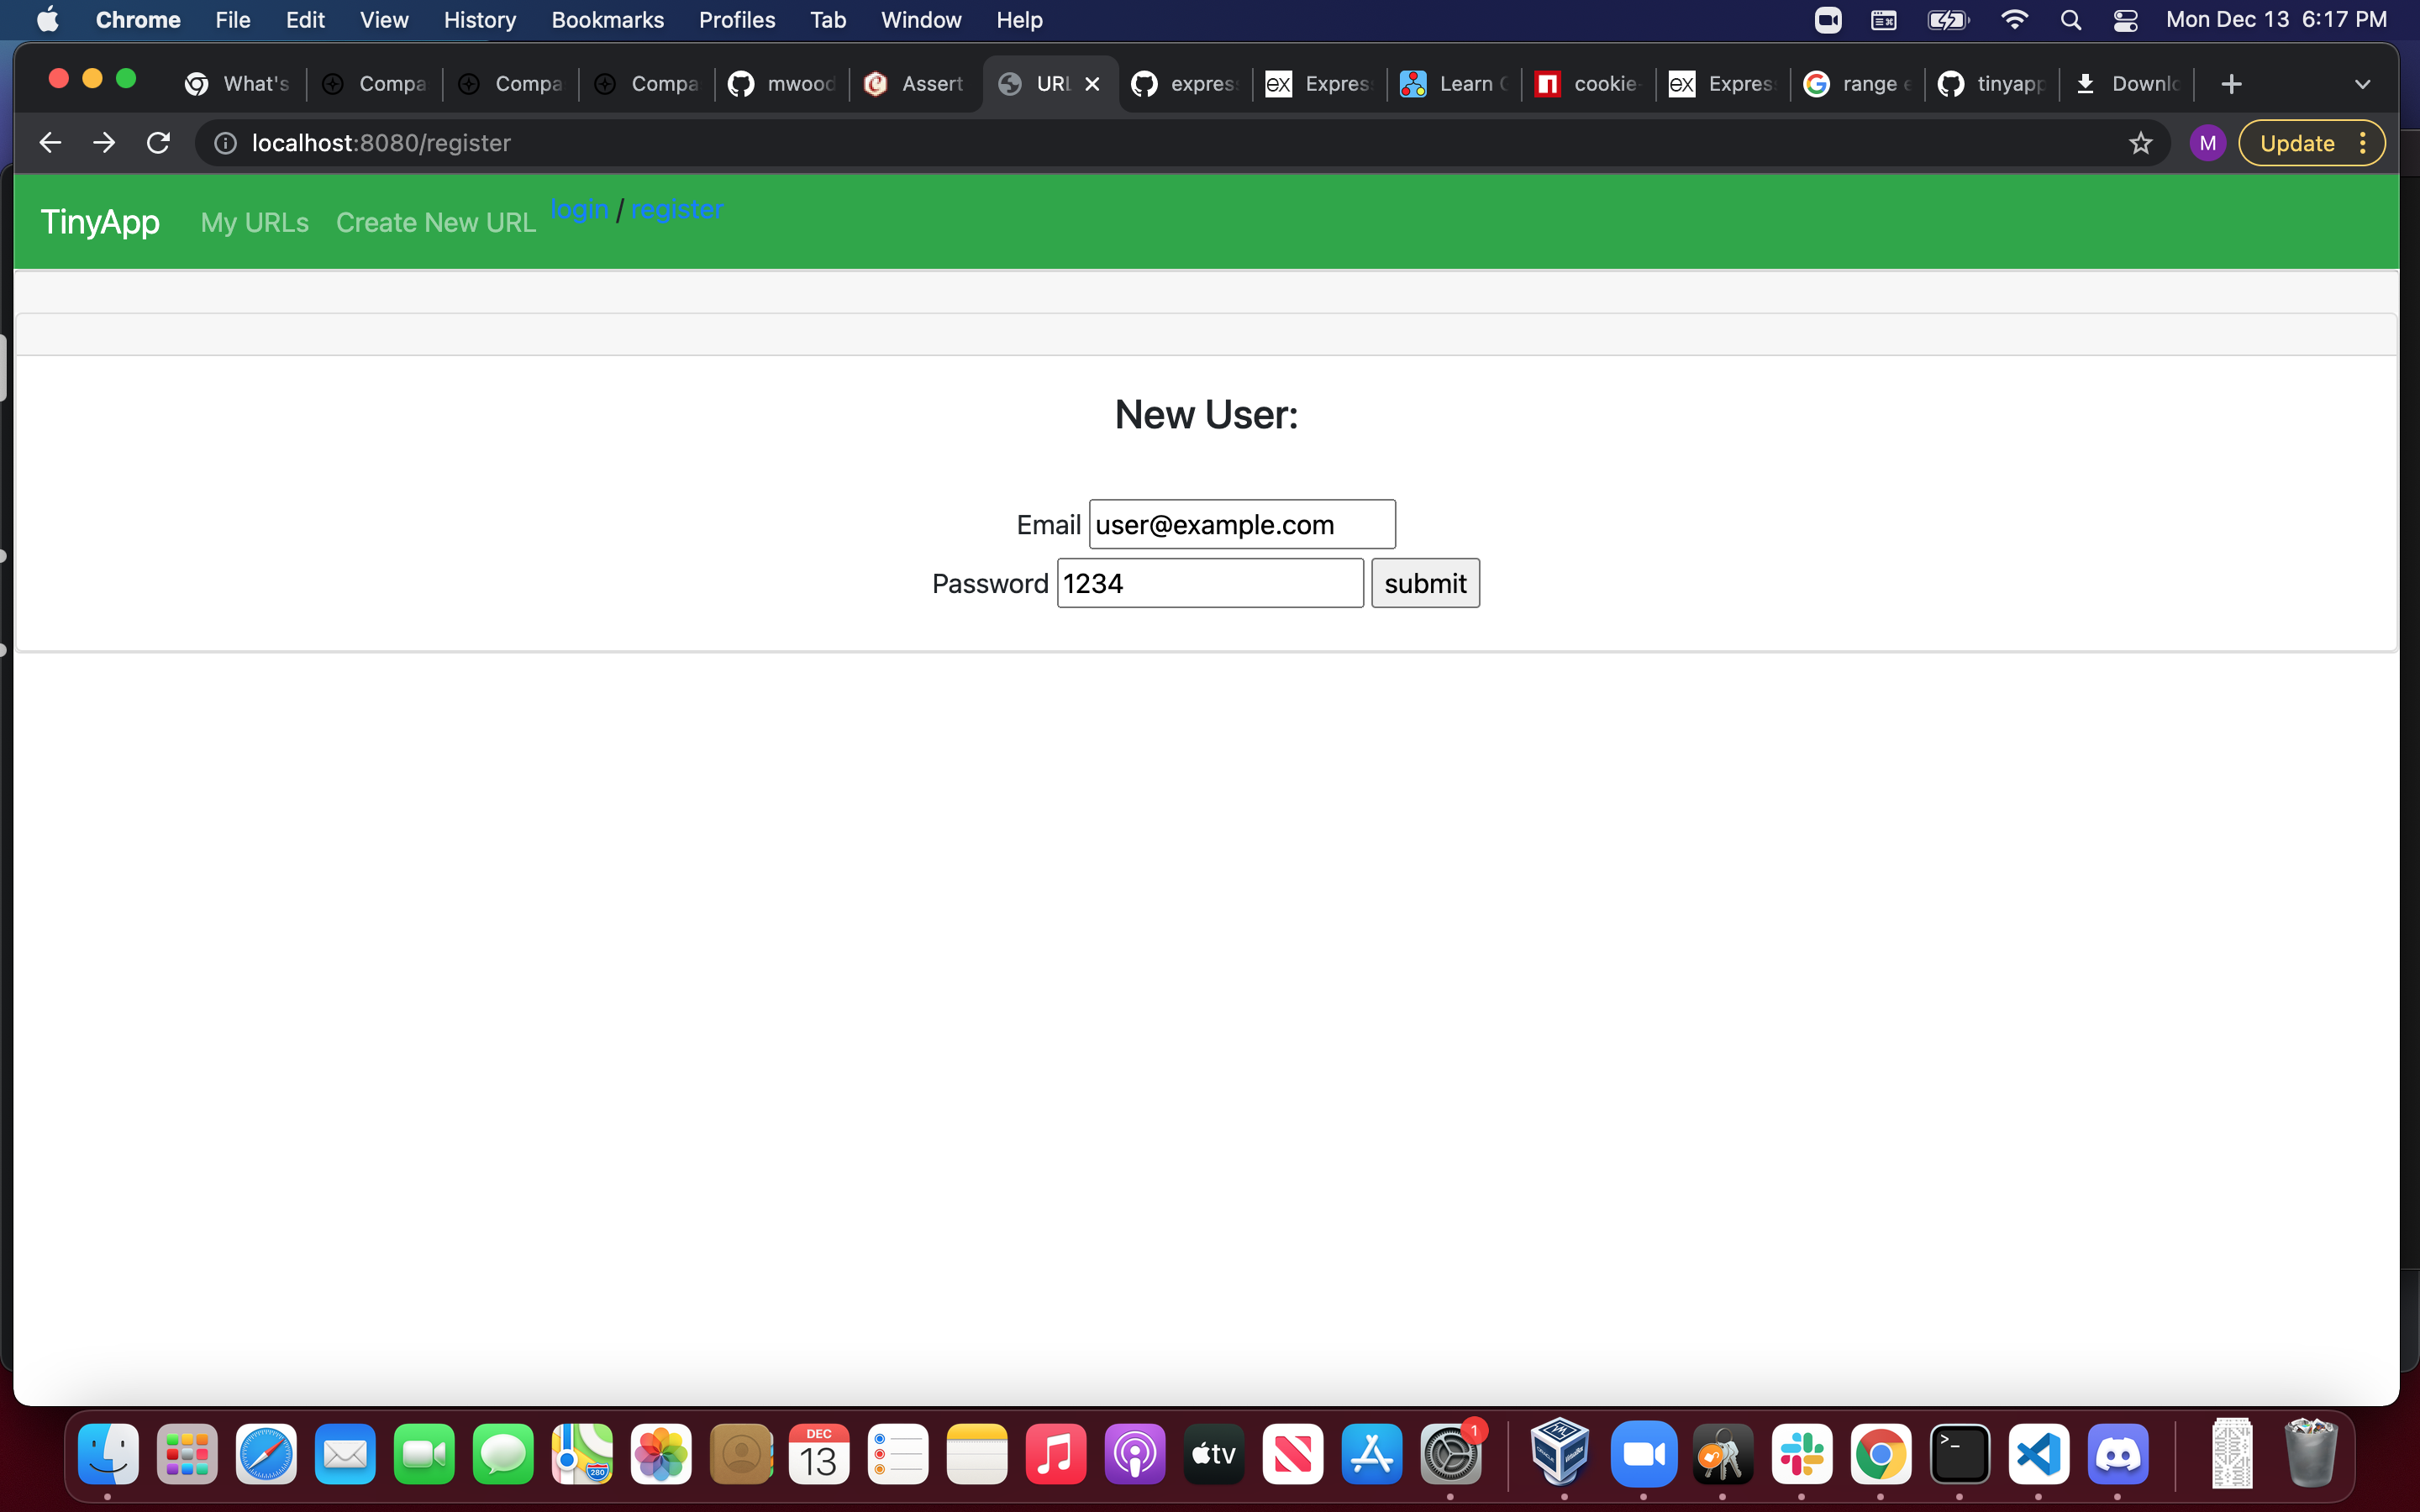 Chrome File Edit View History Bookmarks Profiles Tab Window Help Mon Dec 13 6:17 PM
What's Compa Compa Compa mwood Assert URL express Express Learn cookie- Express range e tinyapp Downlo
localhost:8080/register M Update
TinyApp My URLs Create New URL login / register
New User:
Email user@example.com
Password 1234 submit
DEC
13
280
tv
1
>_